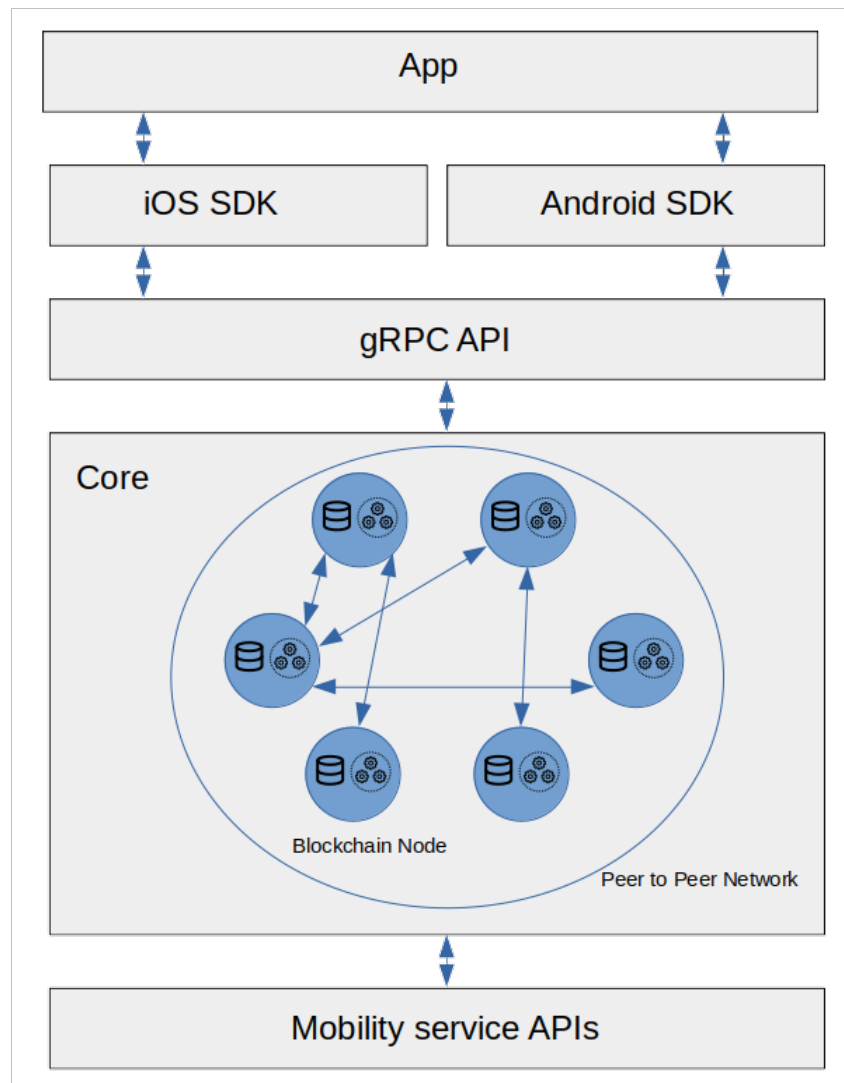 App
iOS SDK
Android SDK
gRPC API
Core
Blockchain Node
Peer to Peer Network
Mobility service APIs